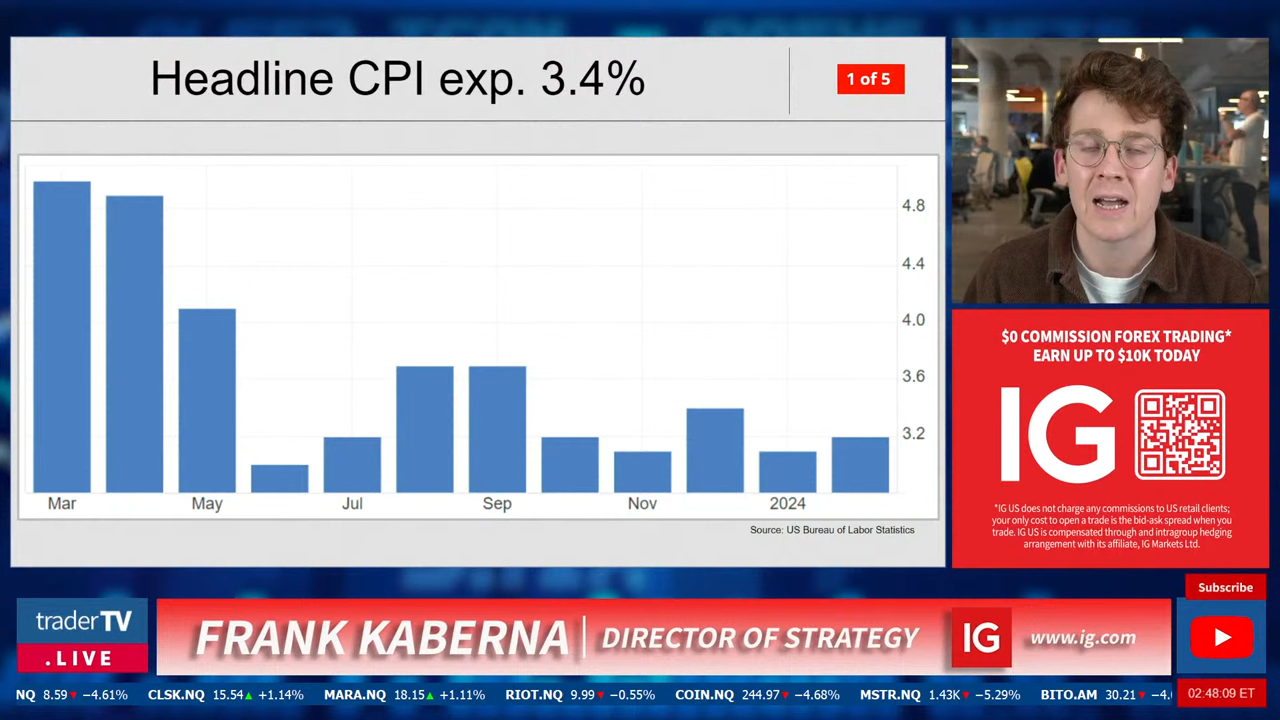 Headline CPI exp. 3.4%
1 of 5
4.8
4.4
4.0
3.6
3.2
Mar May Jul Sep Nov 2024
Source: US Bureau of Labor Statistics
$0 COMMISSION FOREX TRADING*
EARN UP TO $10K TODAY
IG
*IG US does not charge any commissions to US retail clients;
your only cost to open a trade is the bid-ask spread when you
trade. IG US is compensated through and intragroup hedging
arrangement with its affiliate, IG Markets Ltd.
Subscribe
traderTV
.LIVE
FRANK KABERNA DIRECTOR OF STRATEGY
IG
www.ig.com
NQ 8.59▼ −4.61% CLSK.NQ 15.54▲ +1.14% MARA.NQ 18.15▲ +1.11% RIOT.NQ 9.99▼ −0.55% COIN.NQ 244.97▼ −4.68% MSTR.NQ 1.43K▼ −5.29% BITO.AM 30.21▼ −4.
02:48:09 ET